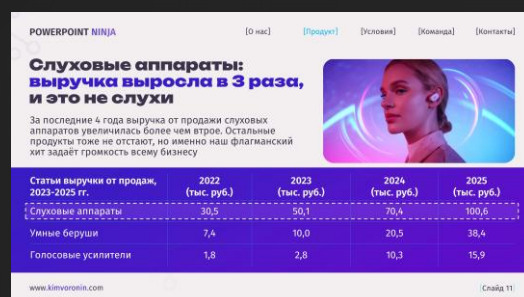 POWERPOINT NINJA
[О нас] [Продукт] [Условия] [Команда] [Контакты]
Слуховые аппараты:
выручка выросла в 3 раза,
и это не слухи
За последние 4 года выручка от продажи слуховых
аппаратов увеличилась более чем втрое. Остальные
продукты тоже не отстают, но именно наш флагманский
хит задаёт громкость всему бизнесу
Статьи выручки от продаж, 2023-2025 гг. 2022 (тыс. руб.) 2023 (тыс. руб.) 2024 (тыс. руб.) 2025 (тыс. руб.)
Слуховые аппараты 30,5 50,1 70,4 100,6
Умные беруши 7,4 10,0 20,5 38,4
Голосовые усилители 1,8 2,8 10,3 15,9
www.kimvoronin.com [Слайд 11]